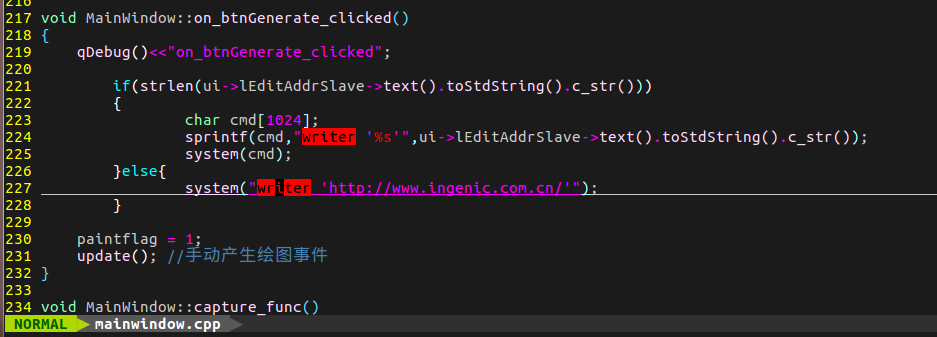 216
217 void MainWindow::on_btnGenerate_clicked()
218 {
219     qDebug()<<"on_btnGenerate_clicked";
220
221         if(strlen(ui->lEditAddrSlave->text().toStdString().c_str()))
222         {
223                 char cmd[1024];
224                 sprintf(cmd,"writer '%s'",ui->lEditAddrSlave->text().toStdString().c_str());
225                 system(cmd);
226         }else{
227                 system("writer 'http://www.ingenic.com.cn/'");
228         }
229
230     paintflag = 1;
231     update(); //手动产生绘图事件
232 }
233
234 void MainWindow::capture_func()
NORMAL mainwindow.cpp